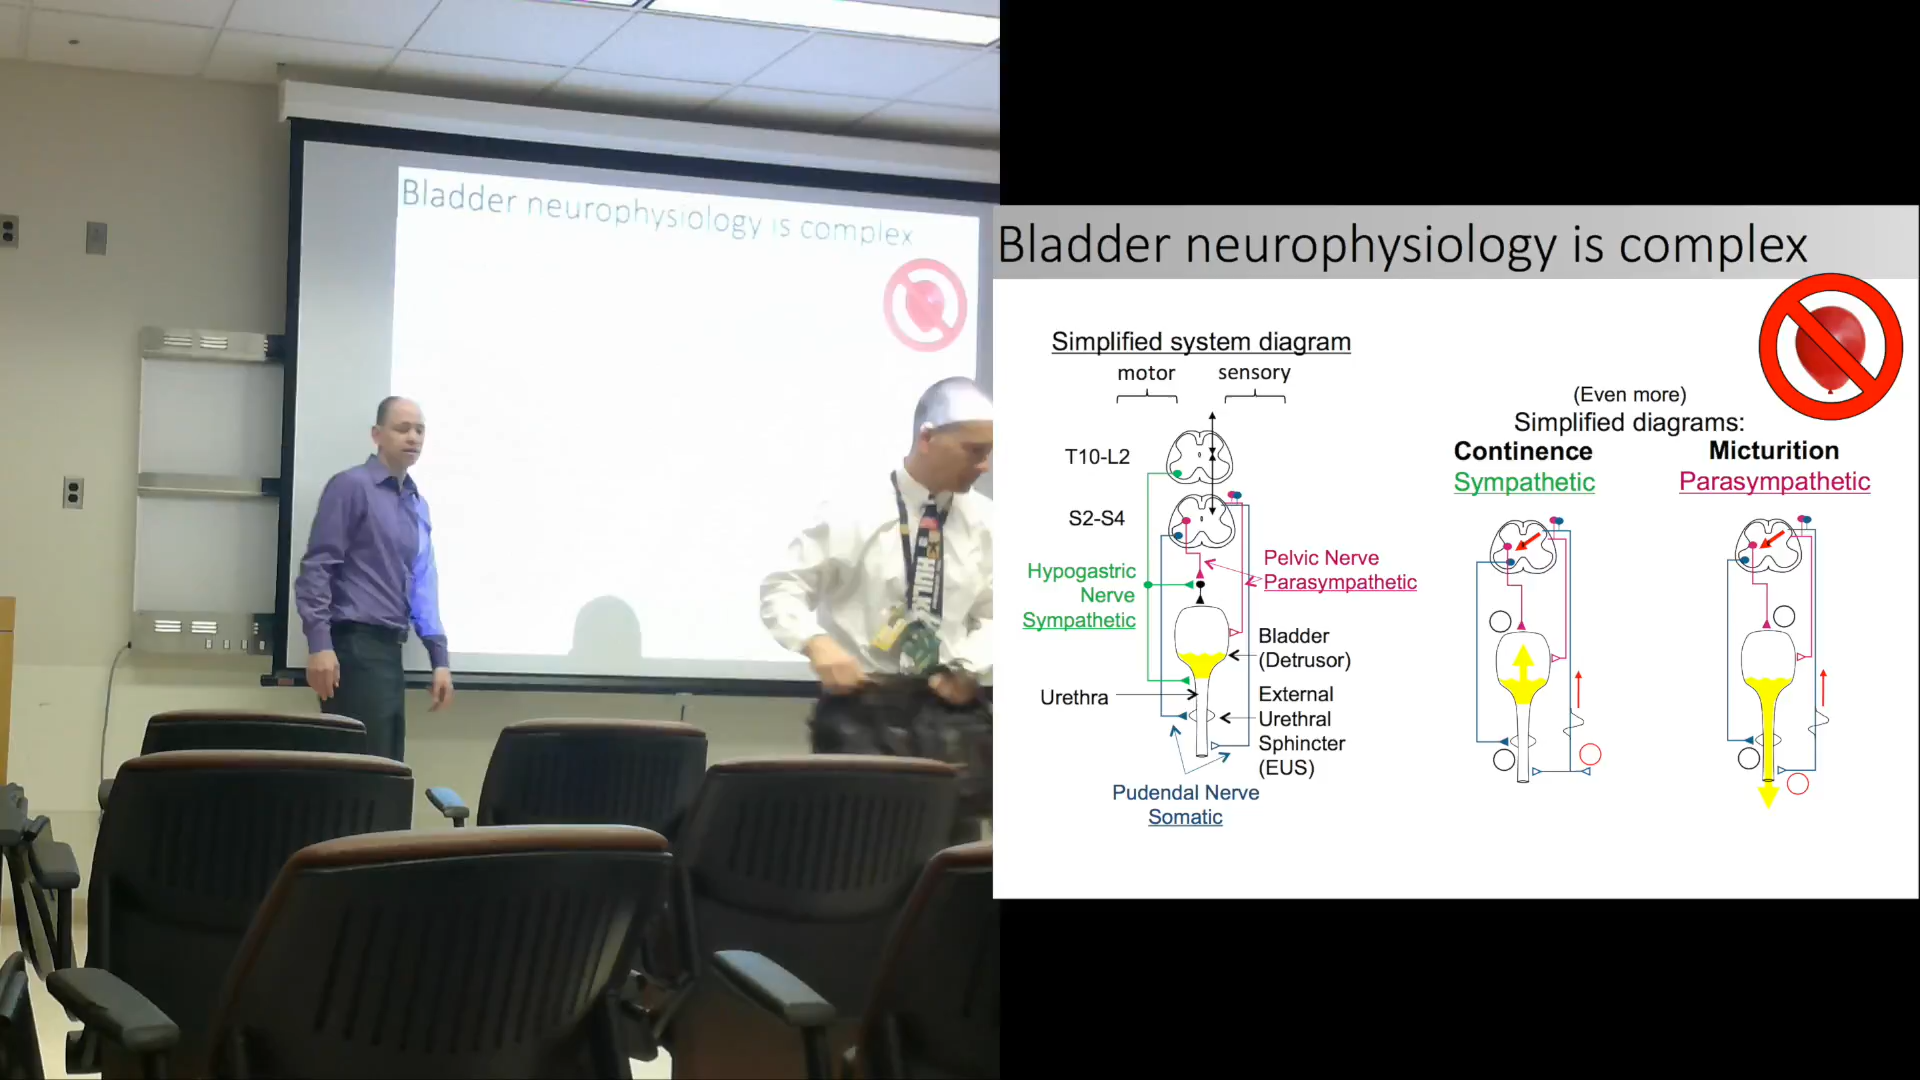 Bladder neurophysiology is complex
Bladder neurophysiology is complex
Simplified system diagram
motor
sensory
T10-L2
S2-S4
Hypogastric
Nerve
Sympathetic
Pelvic Nerve
Parasympathetic
Bladder
(Detrusor)
Urethra
External
Urethral
Sphincter
(EUS)
Pudendal Nerve
Somatic
(Even more)
Simplified diagrams:
Continence
Sympathetic
Micturition
Parasympathetic